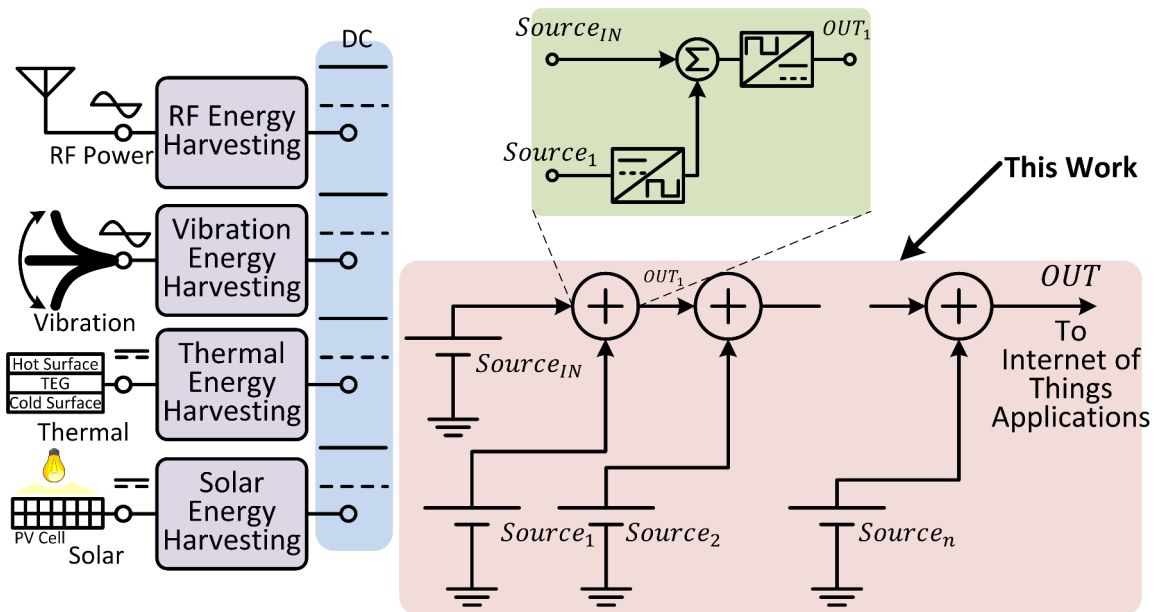 DC
RF Power
RF Energy
Harvesting
Vibration
Vibration
Energy
Harvesting
Hot Surface
TEG
Cold Surface
Thermal
Thermal
Energy
Harvesting
PV Cell
Solar
Solar
Energy
Harvesting
Source_IN
Σ
OUT_1
Source_1
This Work
OUT_1
OUT
Source_IN
To
Internet of
Things
Applications
Source_1
Source_2
Source_n